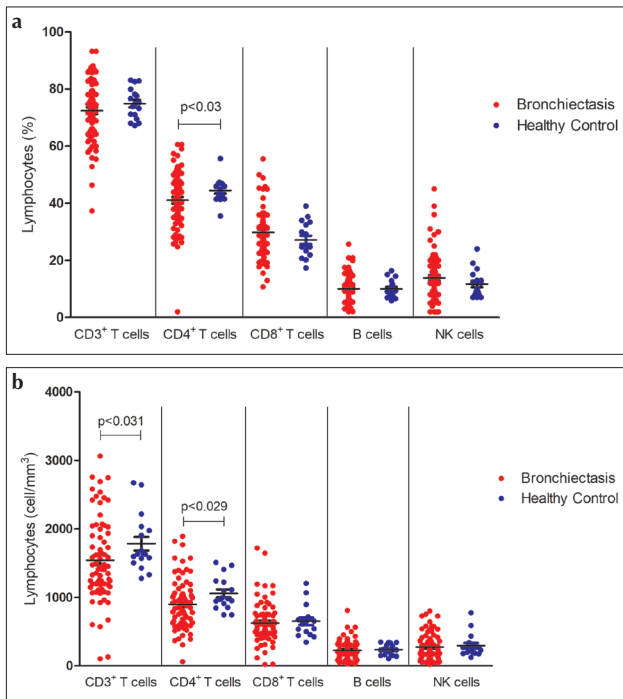 a
100
80
60
40
20
0
Lymphocytes (%)
p<0.03
Bronchiectasis
Healthy Control
CD3⁺ T cells CD4⁺ T cells CD8⁺ T cells B cells NK cells
b
4000
3000
2000
1000
0
Lymphocytes (cell/mm³)
p<0.031
p<0.029
Bronchiectasis
Healthy Control
CD3⁺ T cells CD4⁺ T cells CD8⁺ T cells B cells NK cells